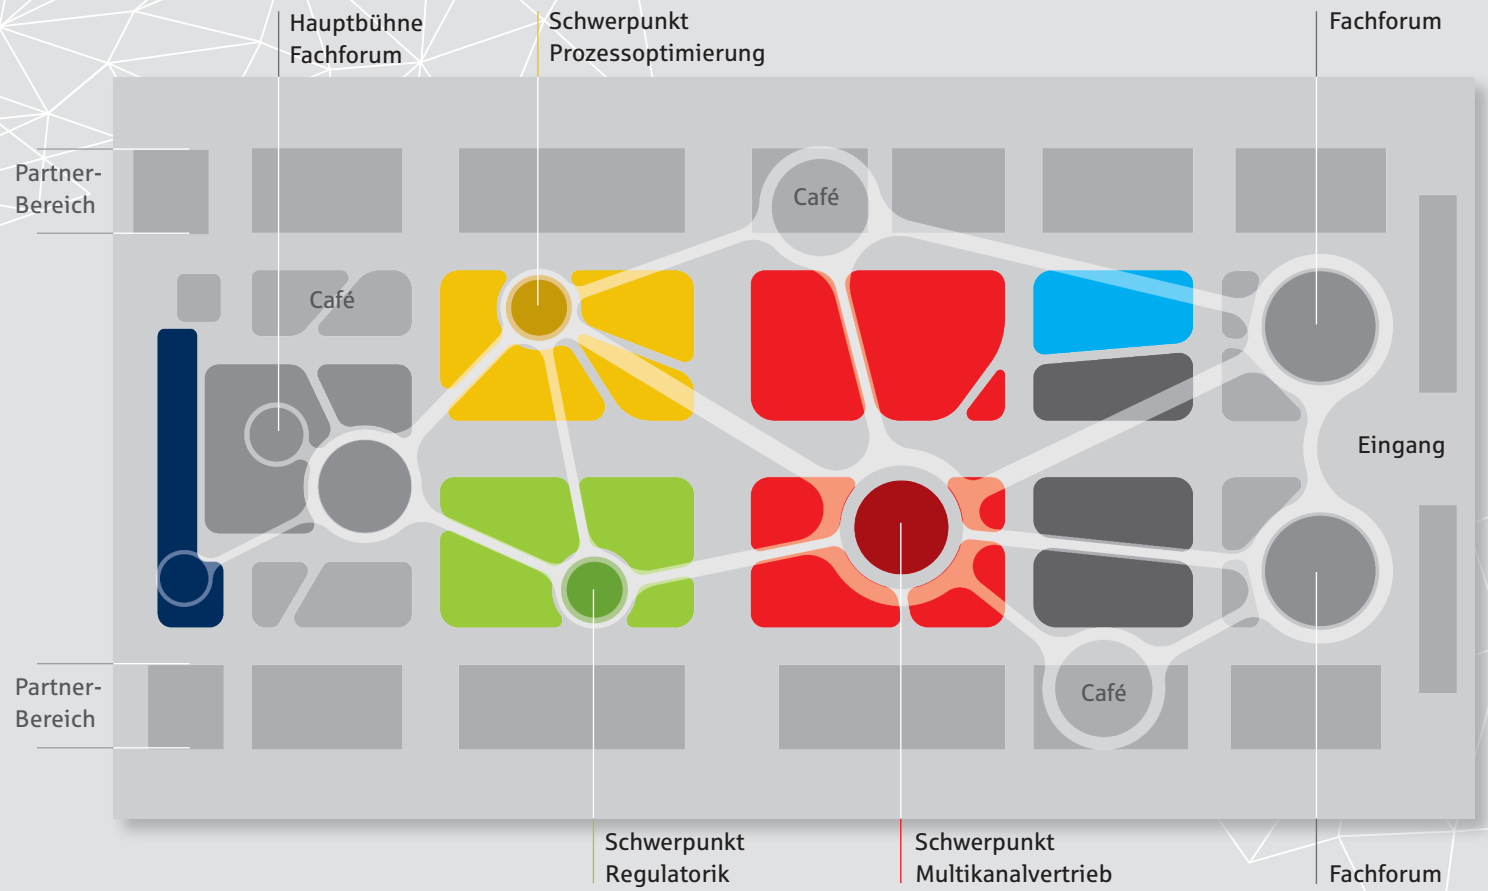 Hauptbühne
Fachforum
Schwerpunkt
Prozessoptimierung
Fachforum
Partner-
Bereich
Café
Café
Eingang
Partner-
Bereich
Café
Schwerpunkt
Regulatorik
Schwerpunkt
Multikanalvertrieb
Fachforum